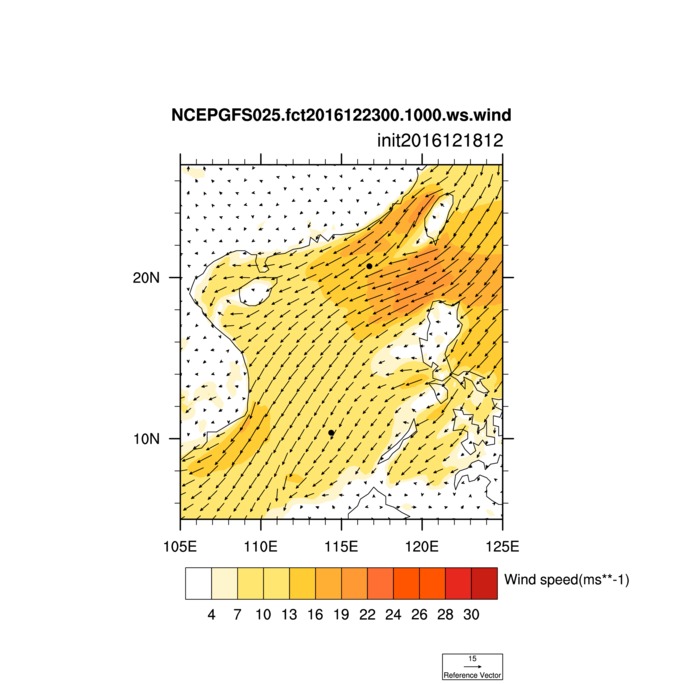 NCEPGFS025.fct2016122300.1000.ws.wind
init2016121812
20N
10N
105E 110E 115E 120E 125E
Wind speed(ms**-1)
4 7 10 13 16 19 22 24 26 28 30
15
Reference Vector